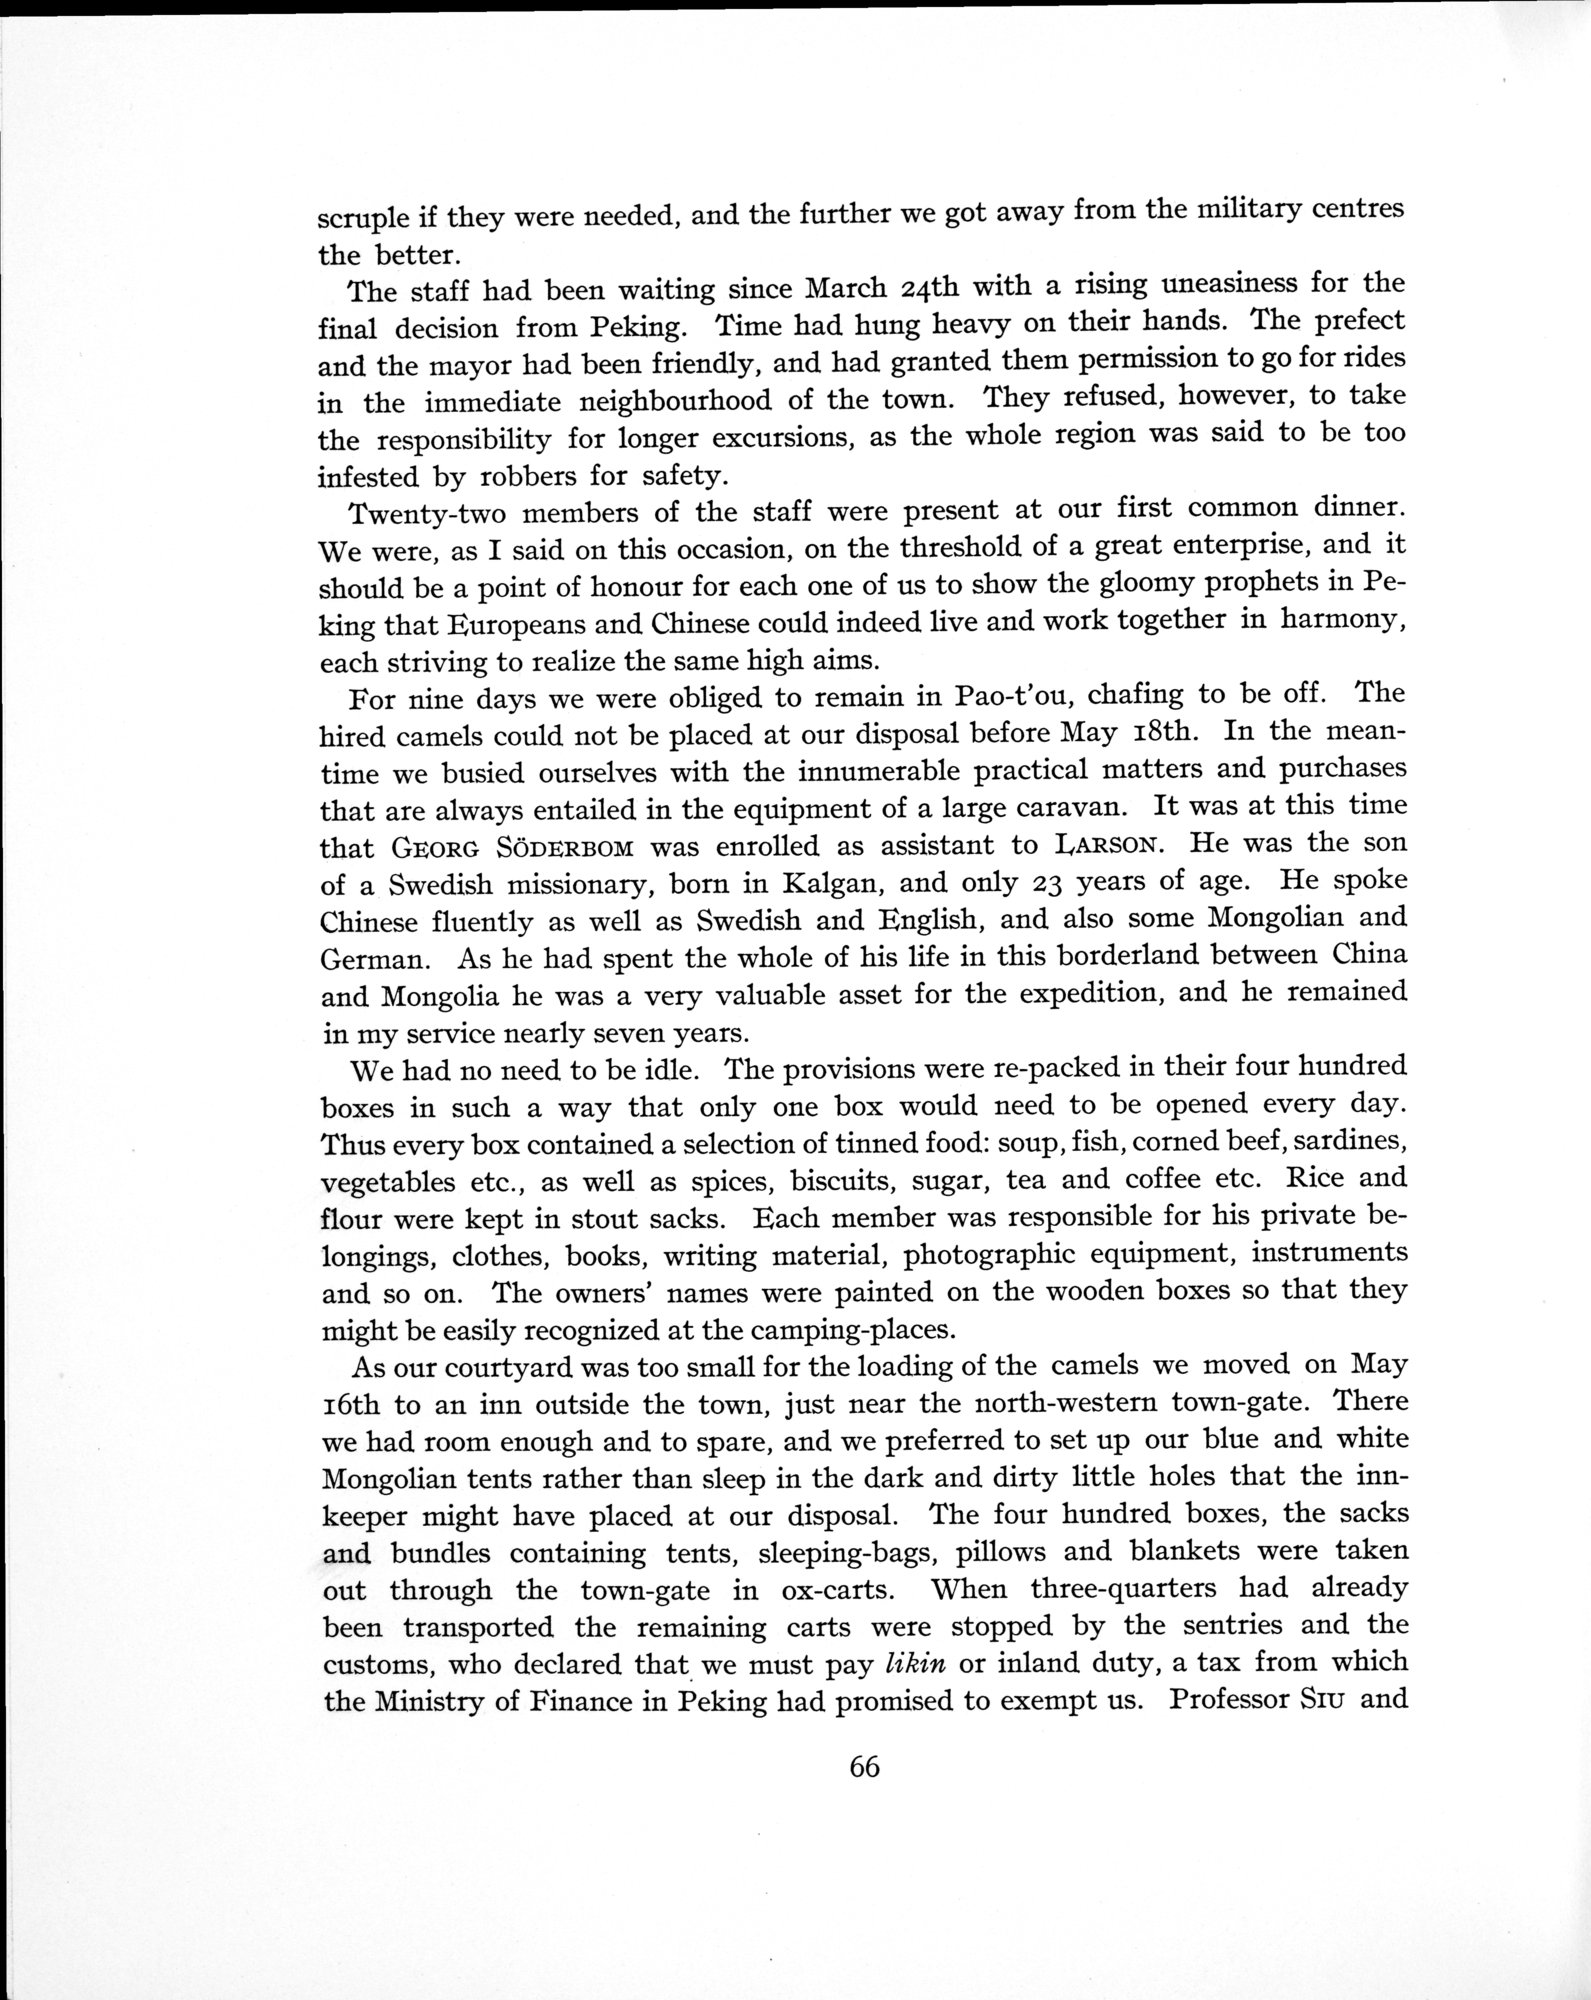 scruple if they were needed, and the further we got away from the military centres
the better.
The staff had been waiting since March 24th with a rising uneasiness for the
final decision from Peking. Time had hung heavy on their hands. The prefect
and the mayor had been friendly, and had granted them permission to go for rides
in the immediate neighbourhood of the town. They refused, however, to take
the responsibility for longer excursions, as the whole region was said to be too
infested by robbers for safety.
Twenty-two members of the staff were present at our first common dinner.
We were, as I said on this occasion, on the threshold of a great enterprise, and it
should be a point of honour for each one of us to show the gloomy prophets in Pe-
king that Europeans and Chinese could indeed live and work together in harmony,
each striving to realize the same high aims.
For nine days we were obliged to remain in Pao-t'ou, chafing to be off. The
hired camels could not be placed at our disposal before May 18th. In the mean-
time we busied ourselves with the innumerable practical matters and purchases
that are always entailed in the equipment of a large caravan. It was at this time
that GEORG SÖDERBOM was enrolled as assistant to LARSON. He was the son
of a Swedish missionary, born in Kalgan, and only 23 years of age. He spoke
Chinese fluently as well as Swedish and English, and also some Mongolian and
German. As he had spent the whole of his life in this borderland between China
and Mongolia he was a very valuable asset for the expedition, and he remained
in my service nearly seven years.
We had no need to be idle. The provisions were re-packed in their four hundred
boxes in such a way that only one box would need to be opened every day.
Thus every box contained a selection of tinned food: soup, fish, corned beef, sardines,
vegetables etc., as well as spices, biscuits, sugar, tea and coffee etc. Rice and
flour were kept in stout sacks. Each member was responsible for his private be-
longings, clothes, books, writing material, photographic equipment, instruments
and so on. The owners' names were painted on the wooden boxes so that they
might be easily recognized at the camping-places.
As our courtyard was too small for the loading of the camels we moved on May
16th to an inn outside the town, just near the north-western town-gate. There
we had room enough and to spare, and we preferred to set up our blue and white
Mongolian tents rather than sleep in the dark and dirty little holes that the inn-
keeper might have placed at our disposal. The four hundred boxes, the sacks
and bundles containing tents, sleeping-bags, pillows and blankets were taken
out through the town-gate in ox-carts. When three-quarters had already
been transported the remaining carts were stopped by the sentries and the
customs, who declared that we must pay likin or inland duty, a tax from which
the Ministry of Finance in Peking had promised to exempt us. Professor SIU and
66